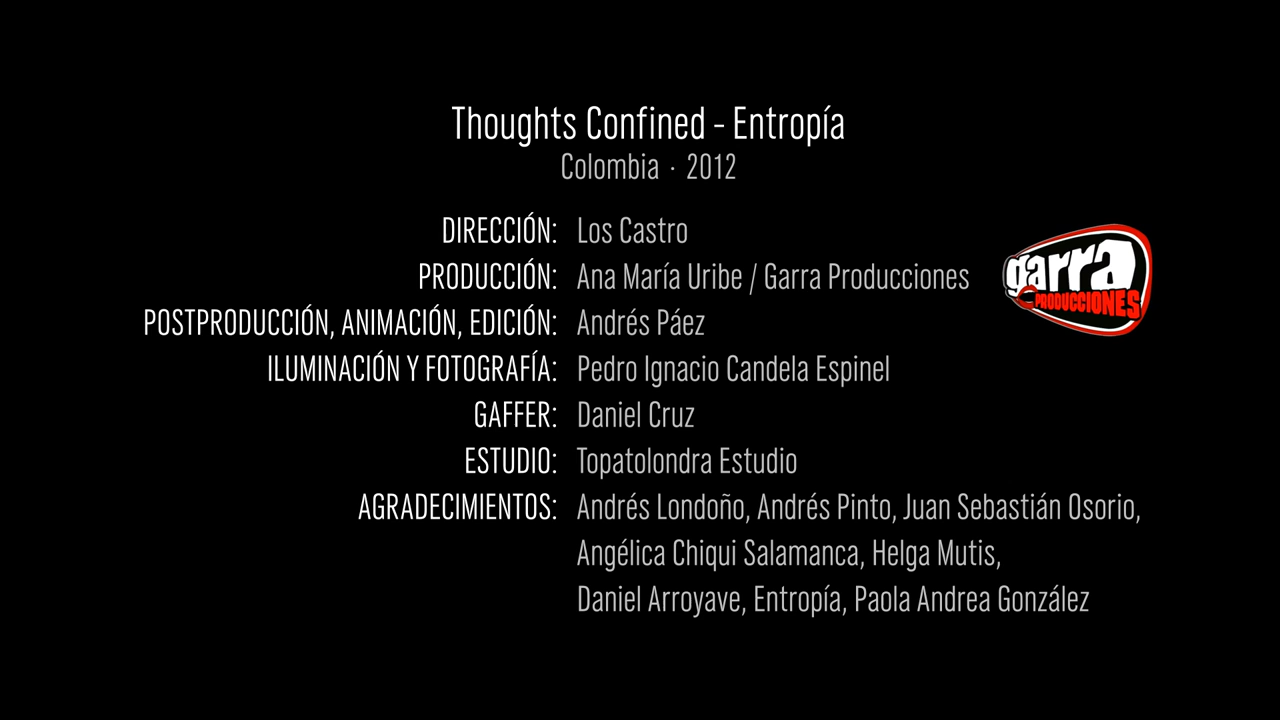 Thoughts Confined - Entropía
Colombia · 2012
DIRECCIÓN: Los Castro
PRODUCCIÓN: Ana María Uribe / Garra Producciones
garra
PRODUCCIONES
POSTPRODUCCIÓN, ANIMACIÓN, EDICIÓN: Andrés Páez
ILUMINACIÓN Y FOTOGRAFÍA: Pedro Ignacio Candela Espinel
GAFFER: Daniel Cruz
ESTUDIO: Topatolondra Estudio
AGRADECIMIENTOS: Andrés Londoño, Andrés Pinto, Juan Sebastián Osorio,
Angélica Chiqui Salamanca, Helga Mutis,
Daniel Arroyave, Entropía, Paola Andrea González